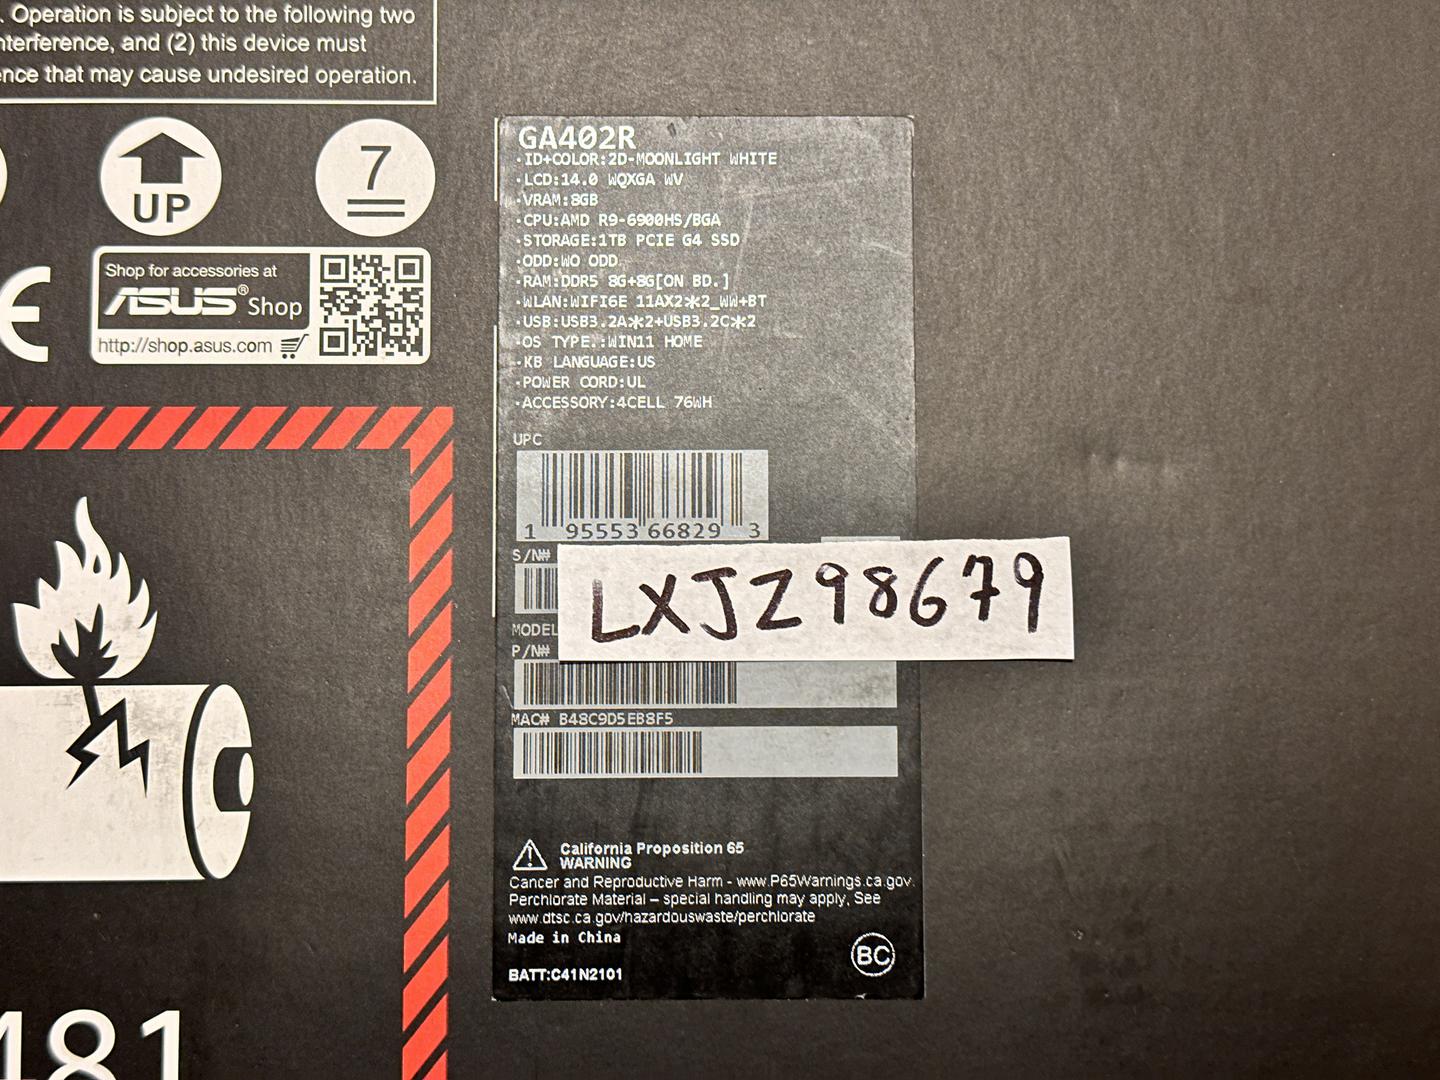 . Operation is subject to the following two
nterference, and (2) this device must
ence that may cause undesired operation.
UP
7
Shop for accessories at
ASUS® Shop
http://shop.asus.com
CE
481
GA402R
·ID+COLOR:2D-MOONLIGHT WHITE
·LCD:14.0 WQXGA WV
·VRAM:8GB
·CPU:AMD R9-6900HS/BGA
·STORAGE:1TB PCIE G4 SSD
·ODD:WO ODD
·RAM:DDR5 8G+8G[ON BD.]
·WLAN:WIFI6E 11AX2*2_WW+BT
·USB:USB3.2A*2+USB3.2C*2
·OS TYPE.:WIN11 HOME
·KB LANGUAGE:US
·POWER CORD:UL
·ACCESSORY:4CELL 76WH
UPC
1 95553 66829 3
S/N#
LXJZ98679
MODEL
P/N#
MAC# B48C9D5EB8F5
California Proposition 65
WARNING
Cancer and Reproductive Harm - www.P65Warnings.ca.gov.
Perchlorate Material – special handling may apply, See
www.dtsc.ca.gov/hazardouswaste/perchlorate
Made in China
BC
BATT:C41N2101